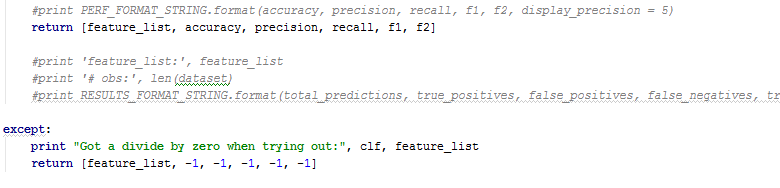 #print PERF_FORMAT_STRING.format(accuracy, precision, recall, f1, f2, display_precision = 5)
return [feature_list, accuracy, precision, recall, f1, f2]
#print 'feature_list:', feature_list
#print '# obs:', len(dataset)
#print RESULTS_FORMAT_STRING.format(total_predictions, true_positives, false_positives, false_negatives, tr
except:
print "Got a divide by zero when trying out:", clf, feature_list
return [feature_list, -1, -1, -1, -1, -1]